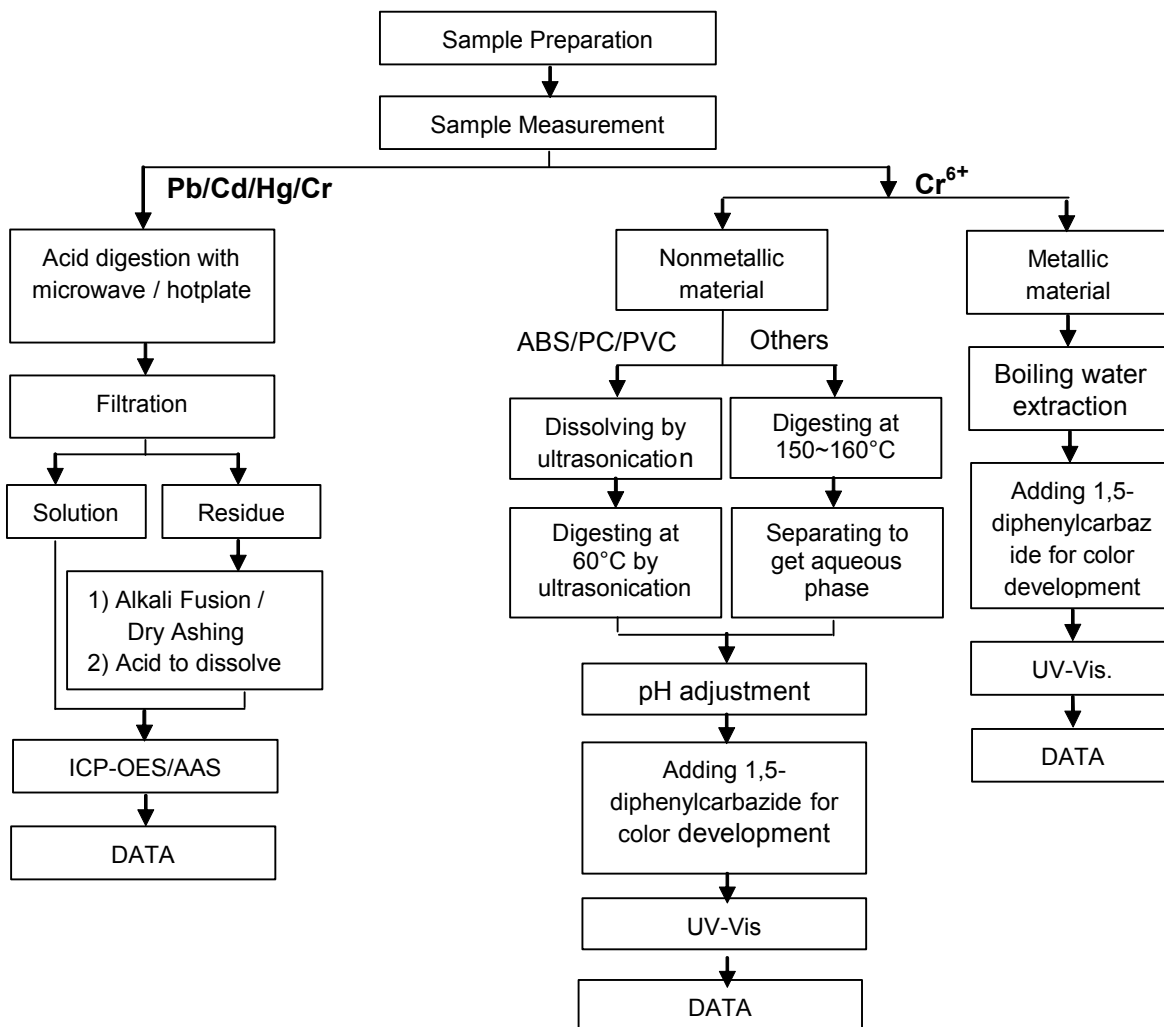 Sample Preparation
Sample Measurement
Pb/Cd/Hg/Cr
Cr⁶⁺
Acid digestion with
microwave / hotplate
Filtration
Solution
Residue
1) Alkali Fusion /
Dry Ashing
2) Acid to dissolve
ICP-OES/AAS
DATA
Nonmetallic
material
ABS/PC/PVC
Others
Dissolving by
ultrasonication
Digesting at
60°C by
ultrasonication
Digesting at
150~160°C
Separating to
get aqueous
phase
pH adjustment
Adding 1,5-
diphenylcarbazide for
color development
UV-Vis
DATA
Metallic
material
Boiling water
extraction
Adding 1,5-
diphenylcarbaz
ide for color
development
UV-Vis.
DATA